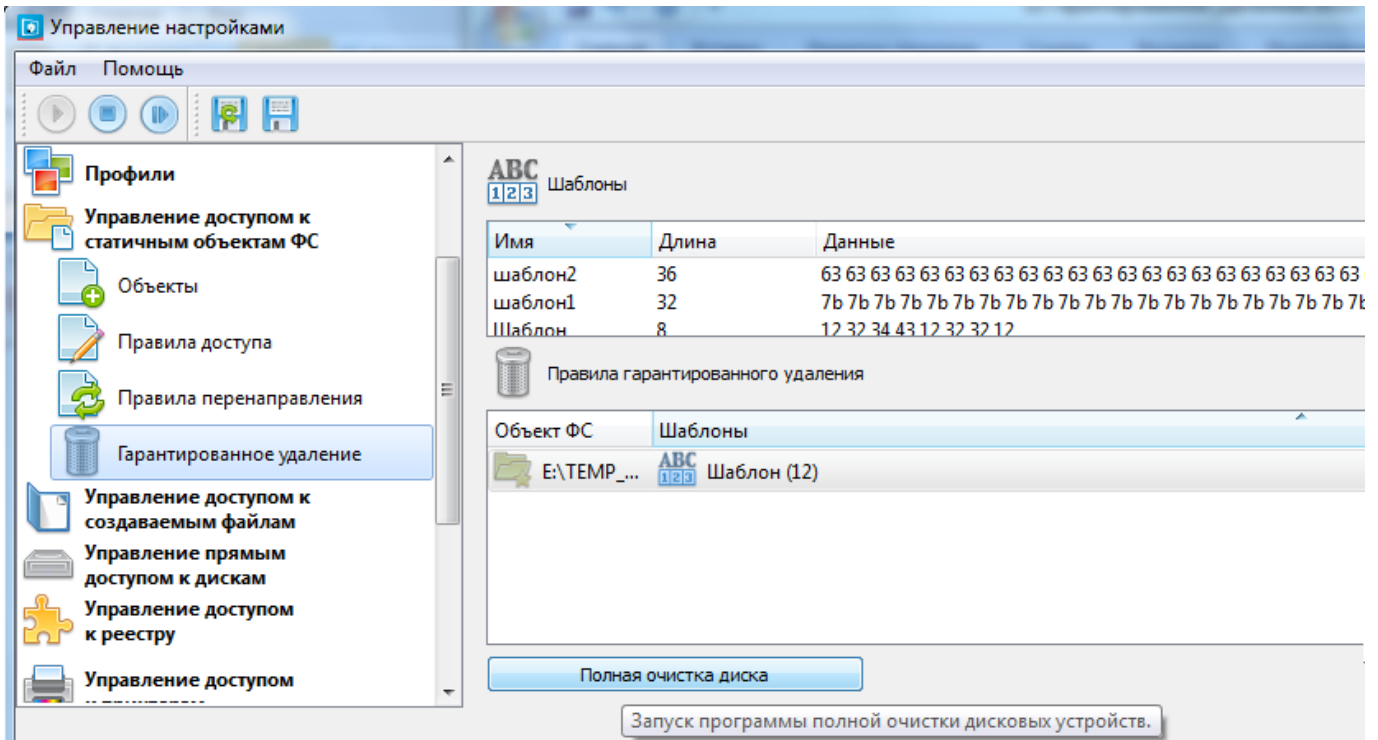 Управление настройками
Файл Помощь
Профили
Управление доступом к
статичным объектам ФС
Объекты
Правила доступа
Правила перенаправления
Гарантированное удаление
Управление доступом к
создаваемым файлам
Управление прямым
доступом к дискам
Управление доступом
к реестру
Управление доступом
ABC
123
Шаблоны
Имя Длина Данные
шаблон2 36 63 63 63 63 63 63 63 63 63 63 63 63 63 63 63 63 63 63 63 63 63 63
шаблон1 32 7b 7b 7b 7b 7b 7b 7b 7b 7b 7b 7b 7b 7b 7b 7b 7b 7b 7b 7b 7b 7b
Шаблон 8 12 32 34 43 12 32 32 12
Правила гарантированного удаления
Объект ФС Шаблоны
E:\TEMP_... ABC 123 Шаблон (12)
Полная очистка диска
Запуск программы полной очистки дисковых устройств.